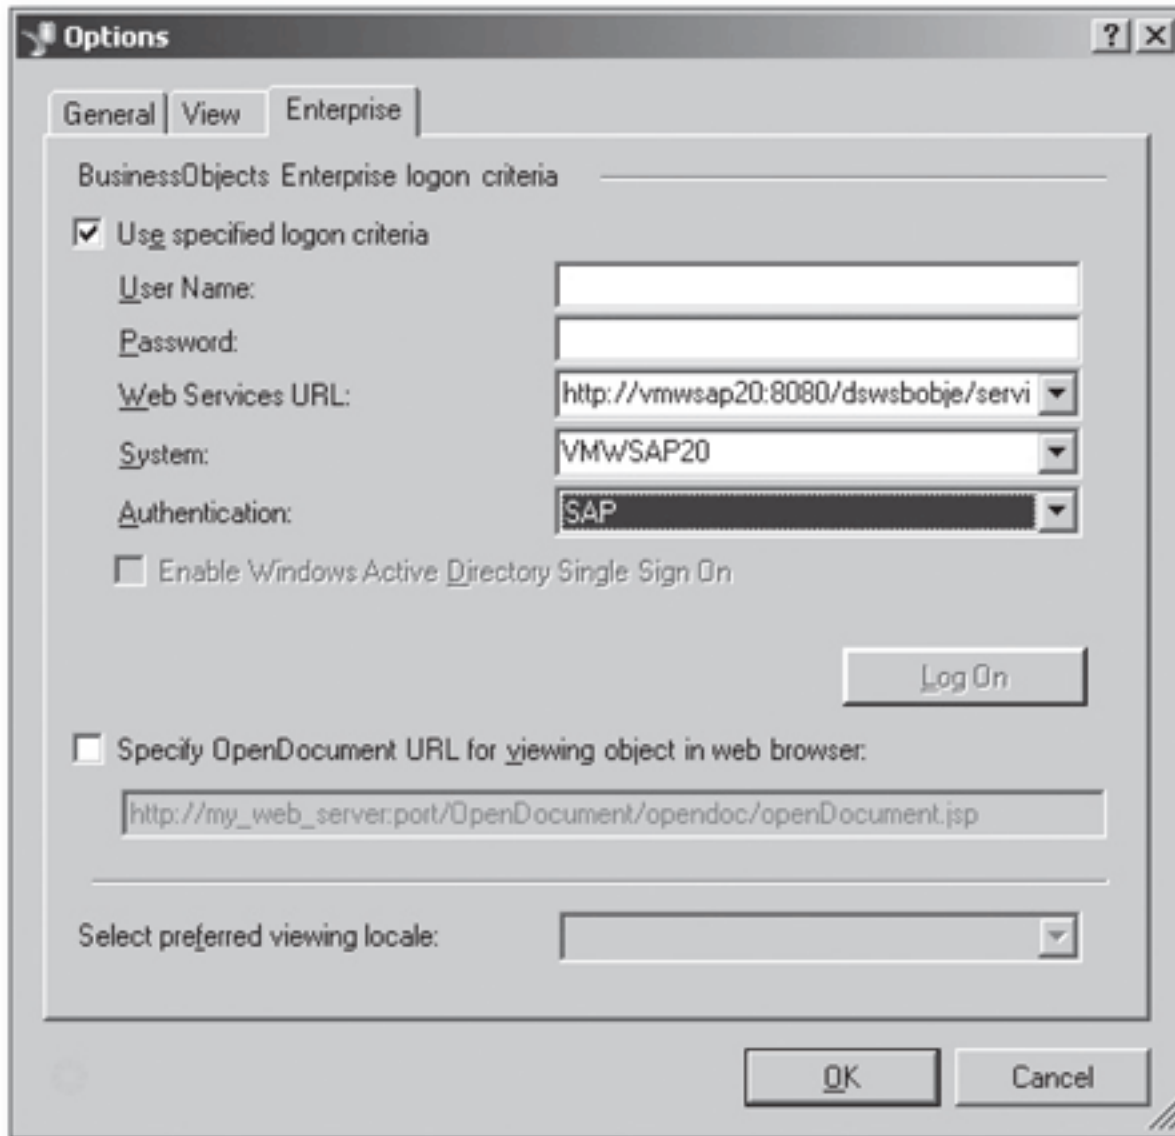 Options
General View Enterprise
BusinessObjects Enterprise logon criteria
Use specified logon criteria
User Name:
Password:
Web Services URL: http://vmwsap20:8080/dswsbobje/servi
System: VMWSAP20
Authentication: SAP
Enable Windows Active Directory Single Sign On
Log On
Specify OpenDocument URL for viewing object in web browser:
http://my_web_server:port/OpenDocument/opendoc/openDocument.jsp
Select preferred viewing locale:
OK Cancel